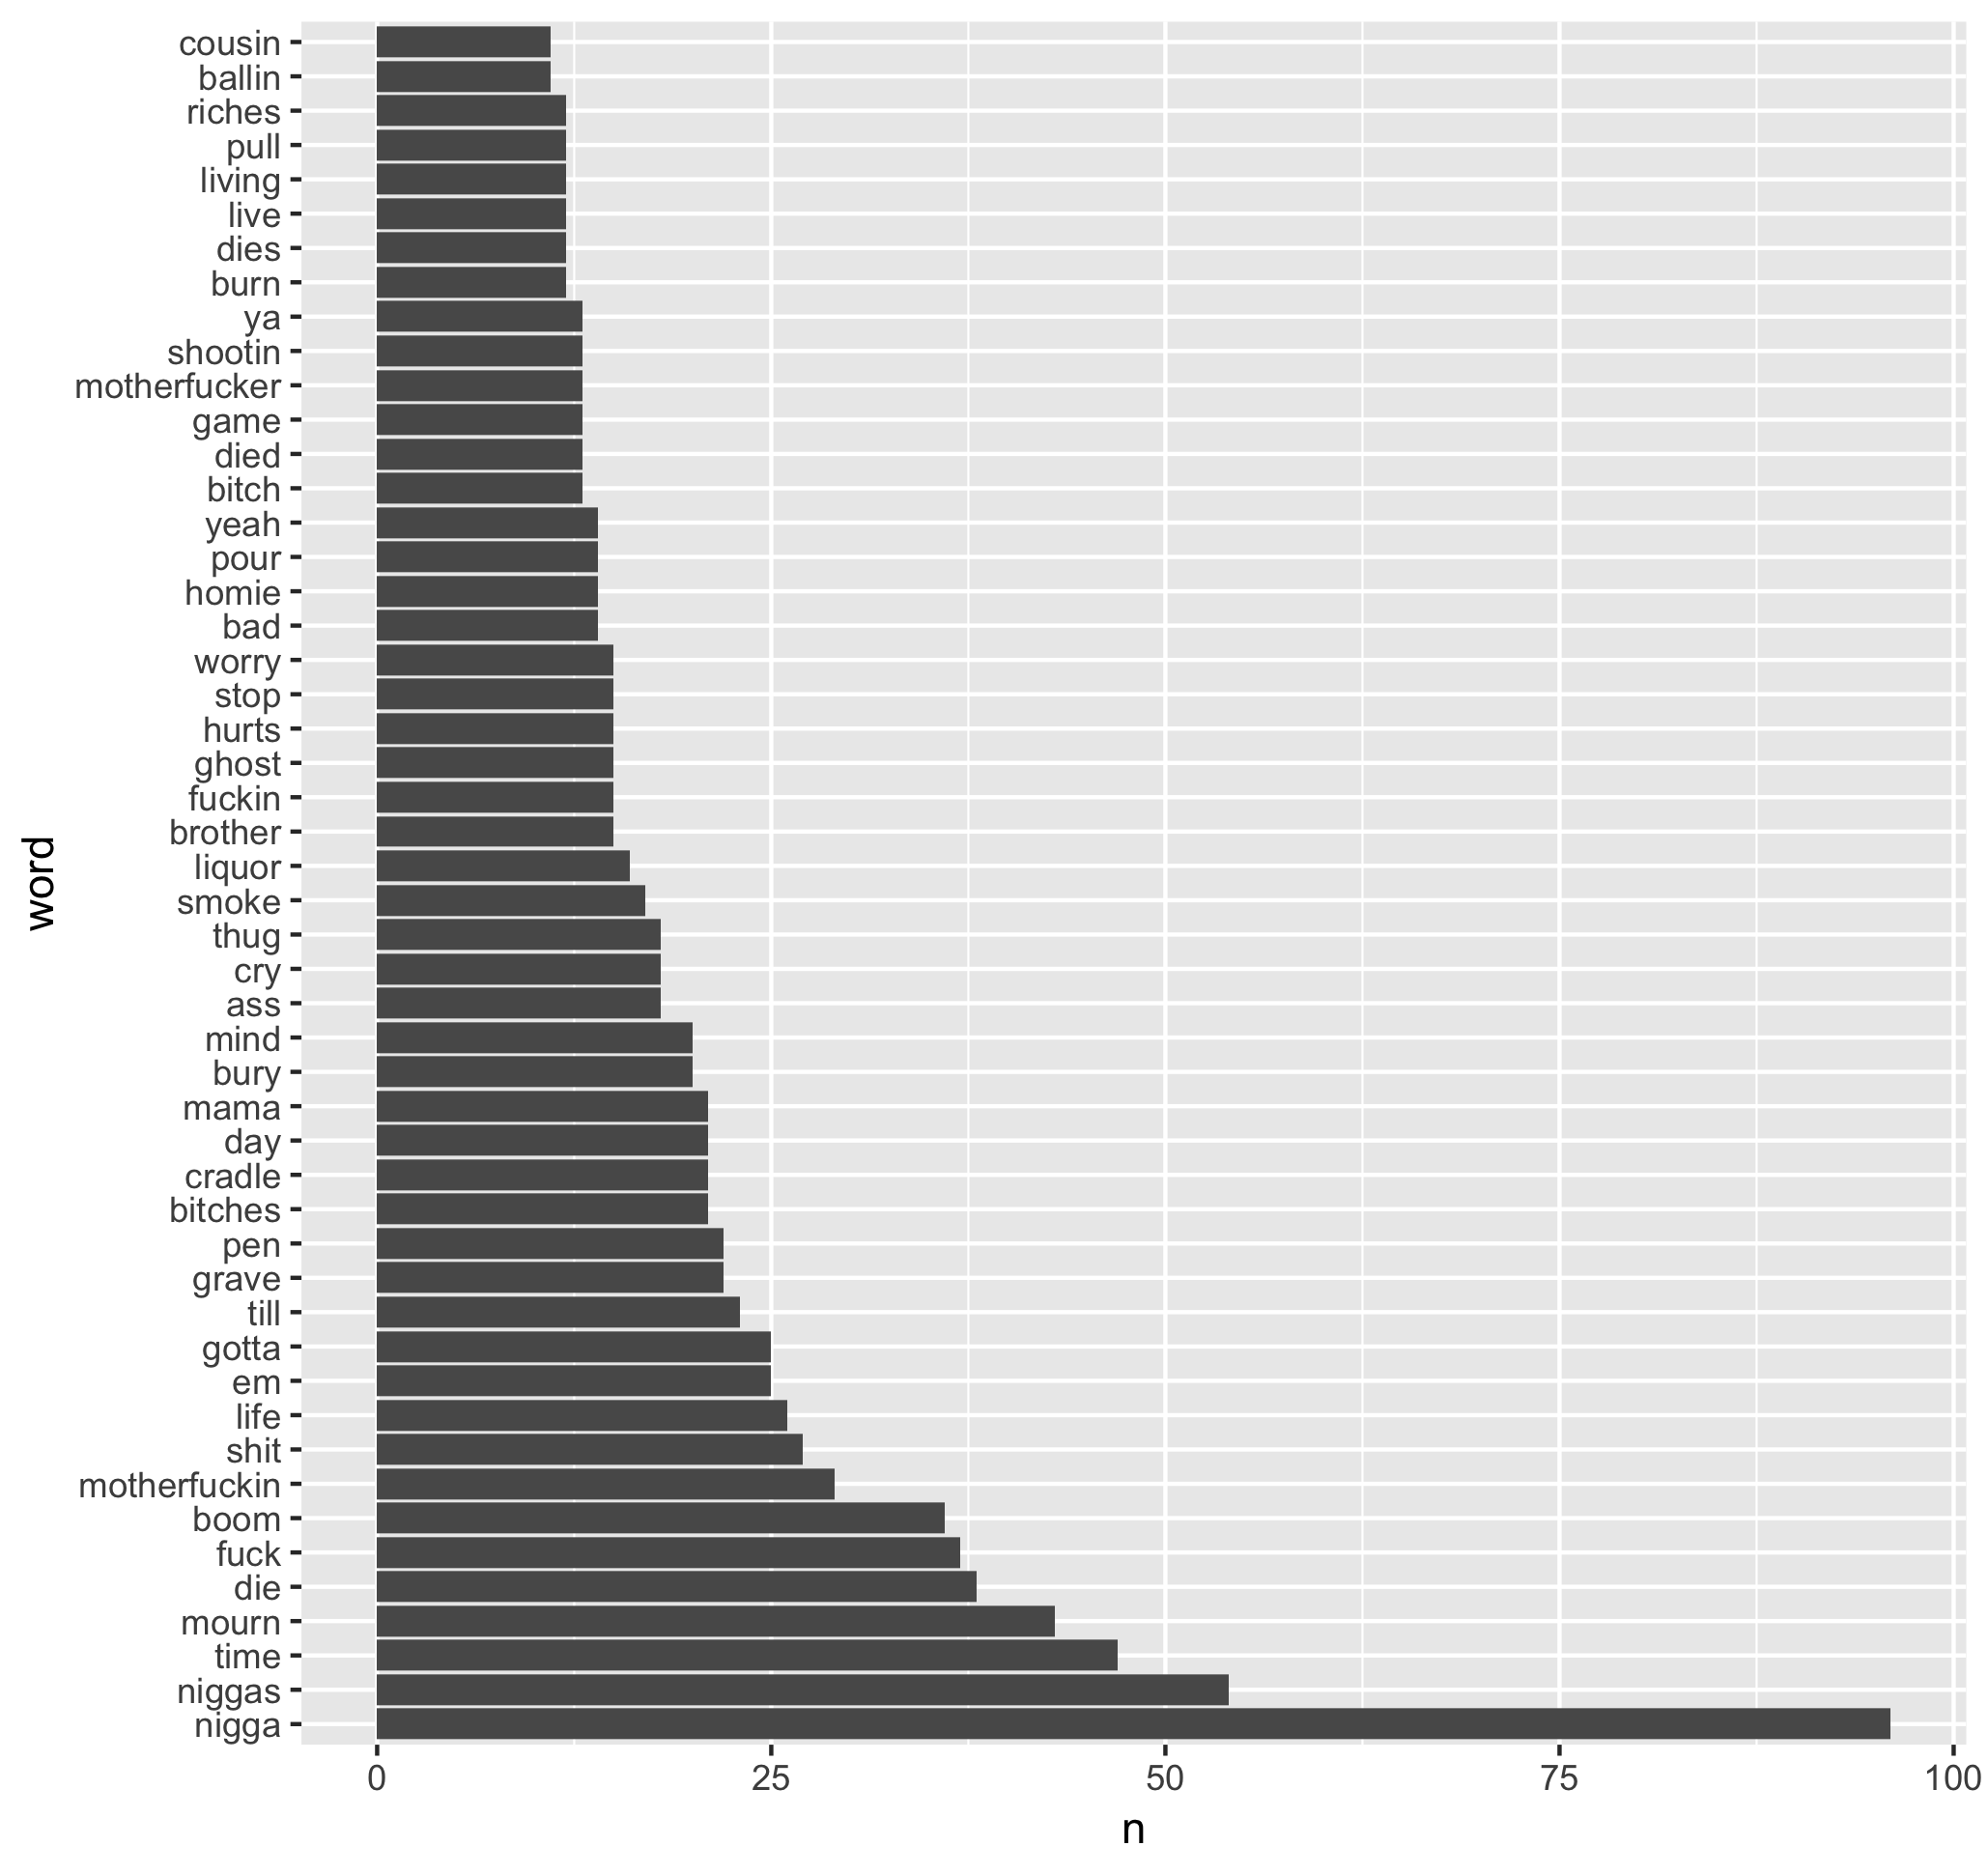 cousin
ballin
riches
pull
living
live
dies
burn
ya
shootin
motherfucker
game
died
bitch
yeah
pour
homie
bad
worry
stop
hurts
ghost
fuckin
brother
liquor
smoke
thug
cry
ass
mind
bury
mama
day
cradle
bitches
pen
grave
till
gotta
em
life
shit
motherfuckin
boom
fuck
die
mourn
time
niggas
nigga
word
0 25 50 75 100
n